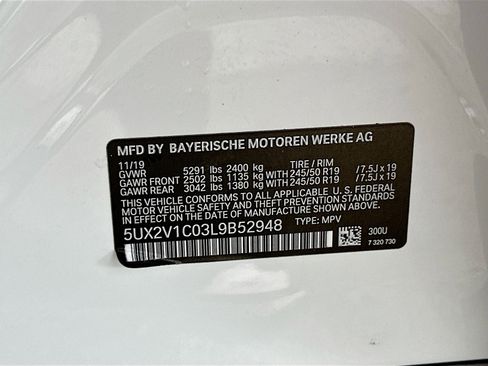 MFD BY BAYERISCHE MOTOREN WERKE AG
11/19 TIRE / RIM
GVWR 5291 lbs 2400 kg
GAWR FRONT 2502 lbs 1135 kg 245/50 R19 /7.5J x 19
GAWR REAR 3042 lbs 1380 kg 245/50 R19 /7.5J x 19
THIS VEHICLE CONFORMS TO ALL APPLICABLE U. S. FEDERAL
MOTOR VEHICLE SAFETY AND THEFT PREVENTION STANDARDS
IN EFFECT ON THE DATE OF MANUFACTURE SHOWN ABOVE.
5UX2V1C03L9B52948 TYPE: MPV
300U
7 320 730